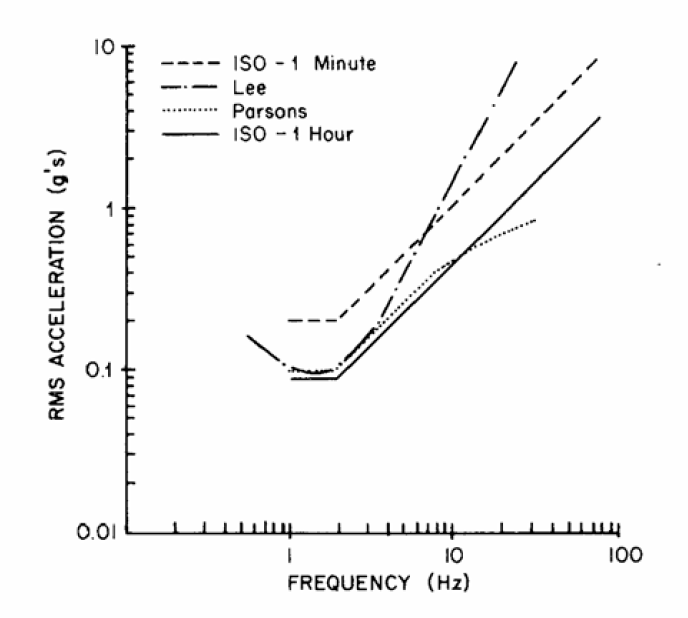 10
ISO - 1 Minute
Lee
Parsons
ISO - 1 Hour
1
0.1
0.01
RMS ACCELERATION (g's)
1
10
100
FREQUENCY (Hz)